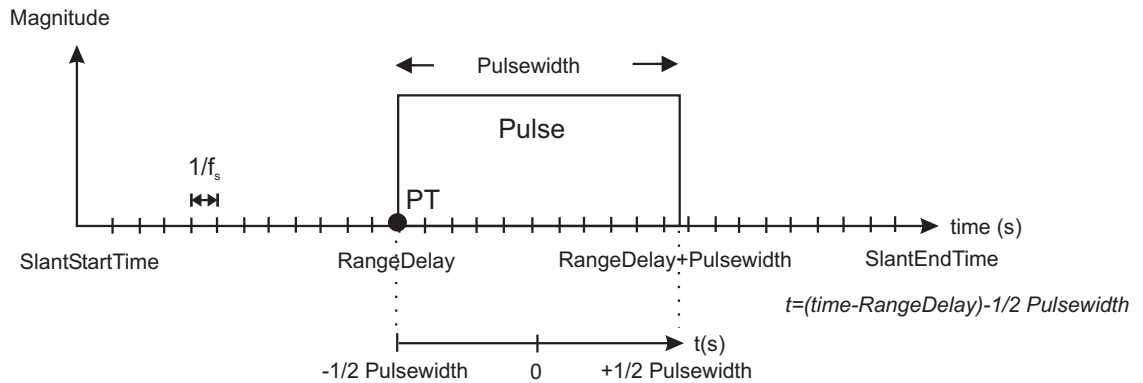 Magnitude
Pulsewidth
Pulse
1/fₛ
PT
time (s)
SlantStartTime
RangeDelay
RangeDelay+Pulsewidth
SlantEndTime
t=(time-RangeDelay)-1/2 Pulsewidth
t(s)
-1/2 Pulsewidth
0
+1/2 Pulsewidth